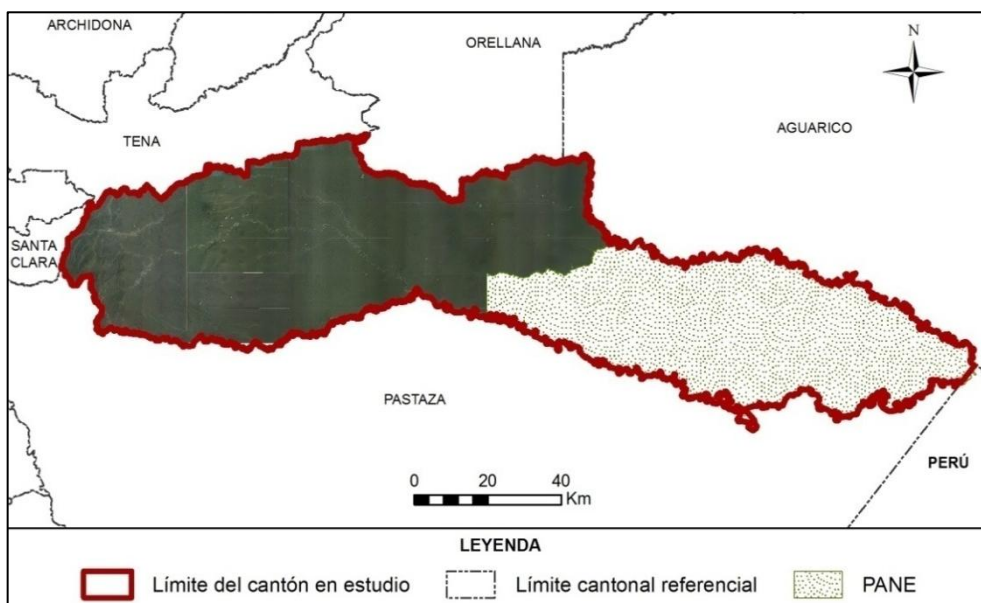 ARCHIDONA
ORELLANA
N
AGUARICO
TENA
SANTA
CLARA
PASTAZA
PERÚ
0 20 40
Km
LEYENDA
Límite del cantón en estudio Límite cantonal referencial PANE